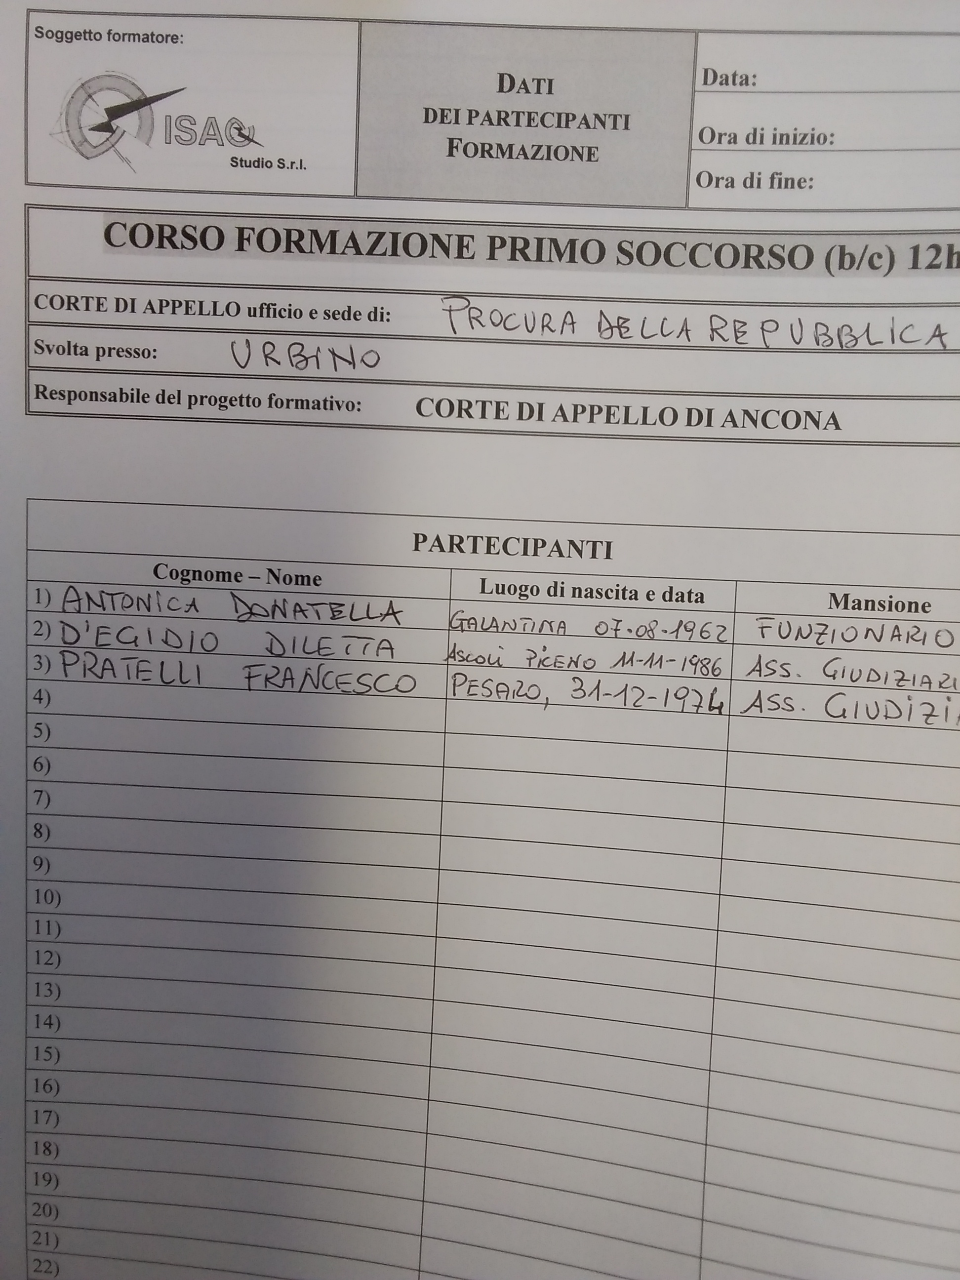 Soggetto formatore:
ISAQ
Studio S.r.l.
DATI
DEI PARTECIPANTI
FORMAZIONE
Data:
Ora di inizio:
Ora di fine:
CORSO FORMAZIONE PRIMO SOCCORSO (b/c) 12h
CORTE DI APPELLO ufficio e sede di: PROCURA DELLA REPUBBLICA
Svolta presso: URBINO
Responsabile del progetto formativo: CORTE DI APPELLO DI ANCONA
PARTECIPANTI
Cognome – Nome Luogo di nascita e data Mansione
1) ANTONICA DONATELLA GALANTINA 07-08-1962 FUNZIONARIO
2) D'EGIDIO DILETTA ASCOLI PICENO 11-11-1986 ASS. GIUDIZIARI
3) PRATELLI FRANCESCO PESARO, 31-12-1974 ASS. GIUDIZI
4)
5)
6)
7)
8)
9)
10)
11)
12)
13)
14)
15)
16)
17)
18)
19)
20)
21)
22)